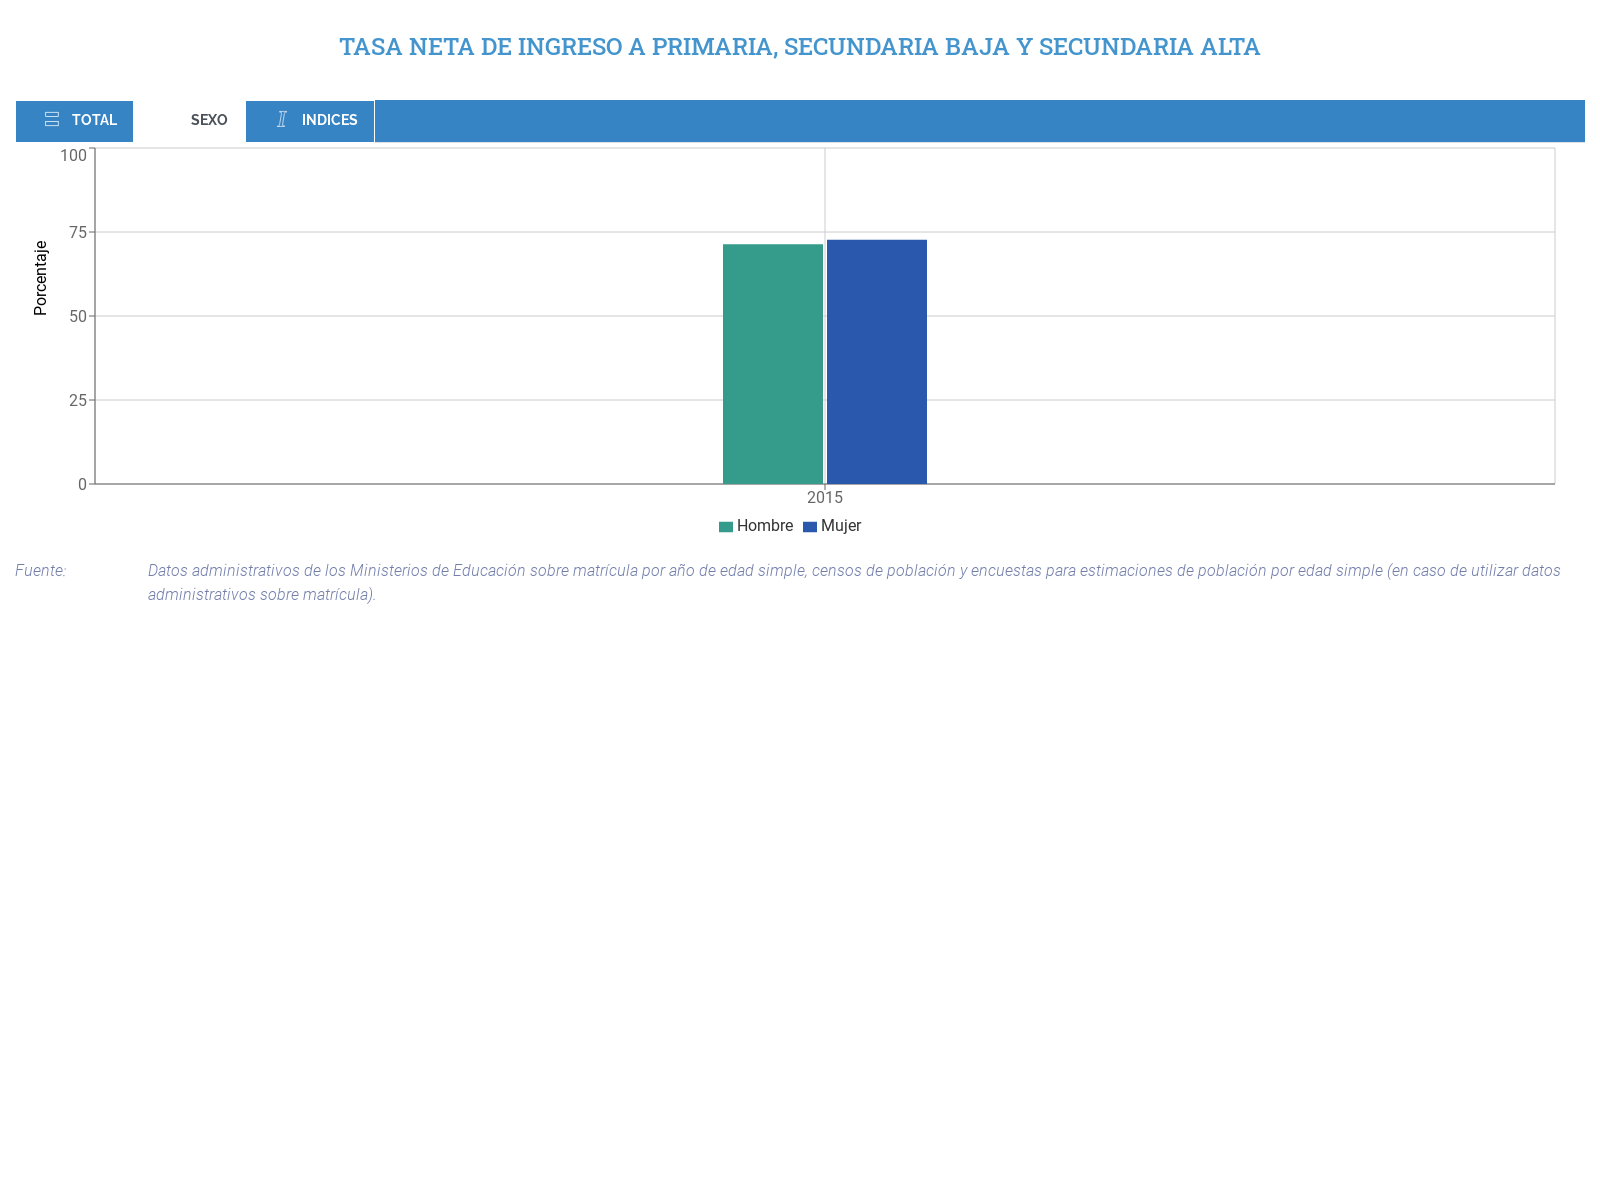 TASA NETA DE INGRESO A PRIMARIA, SECUNDARIA BAJA Y SECUNDARIA ALTA
TOTAL SEXO INDICES
100
75
50
25
0
Porcentaje
2015
Hombre Mujer
Fuente: Datos administrativos de los Ministerios de Educación sobre matrícula por año de edad simple, censos de población y encuestas para estimaciones de población por edad simple (en caso de utilizar datos
administrativos sobre matrícula).